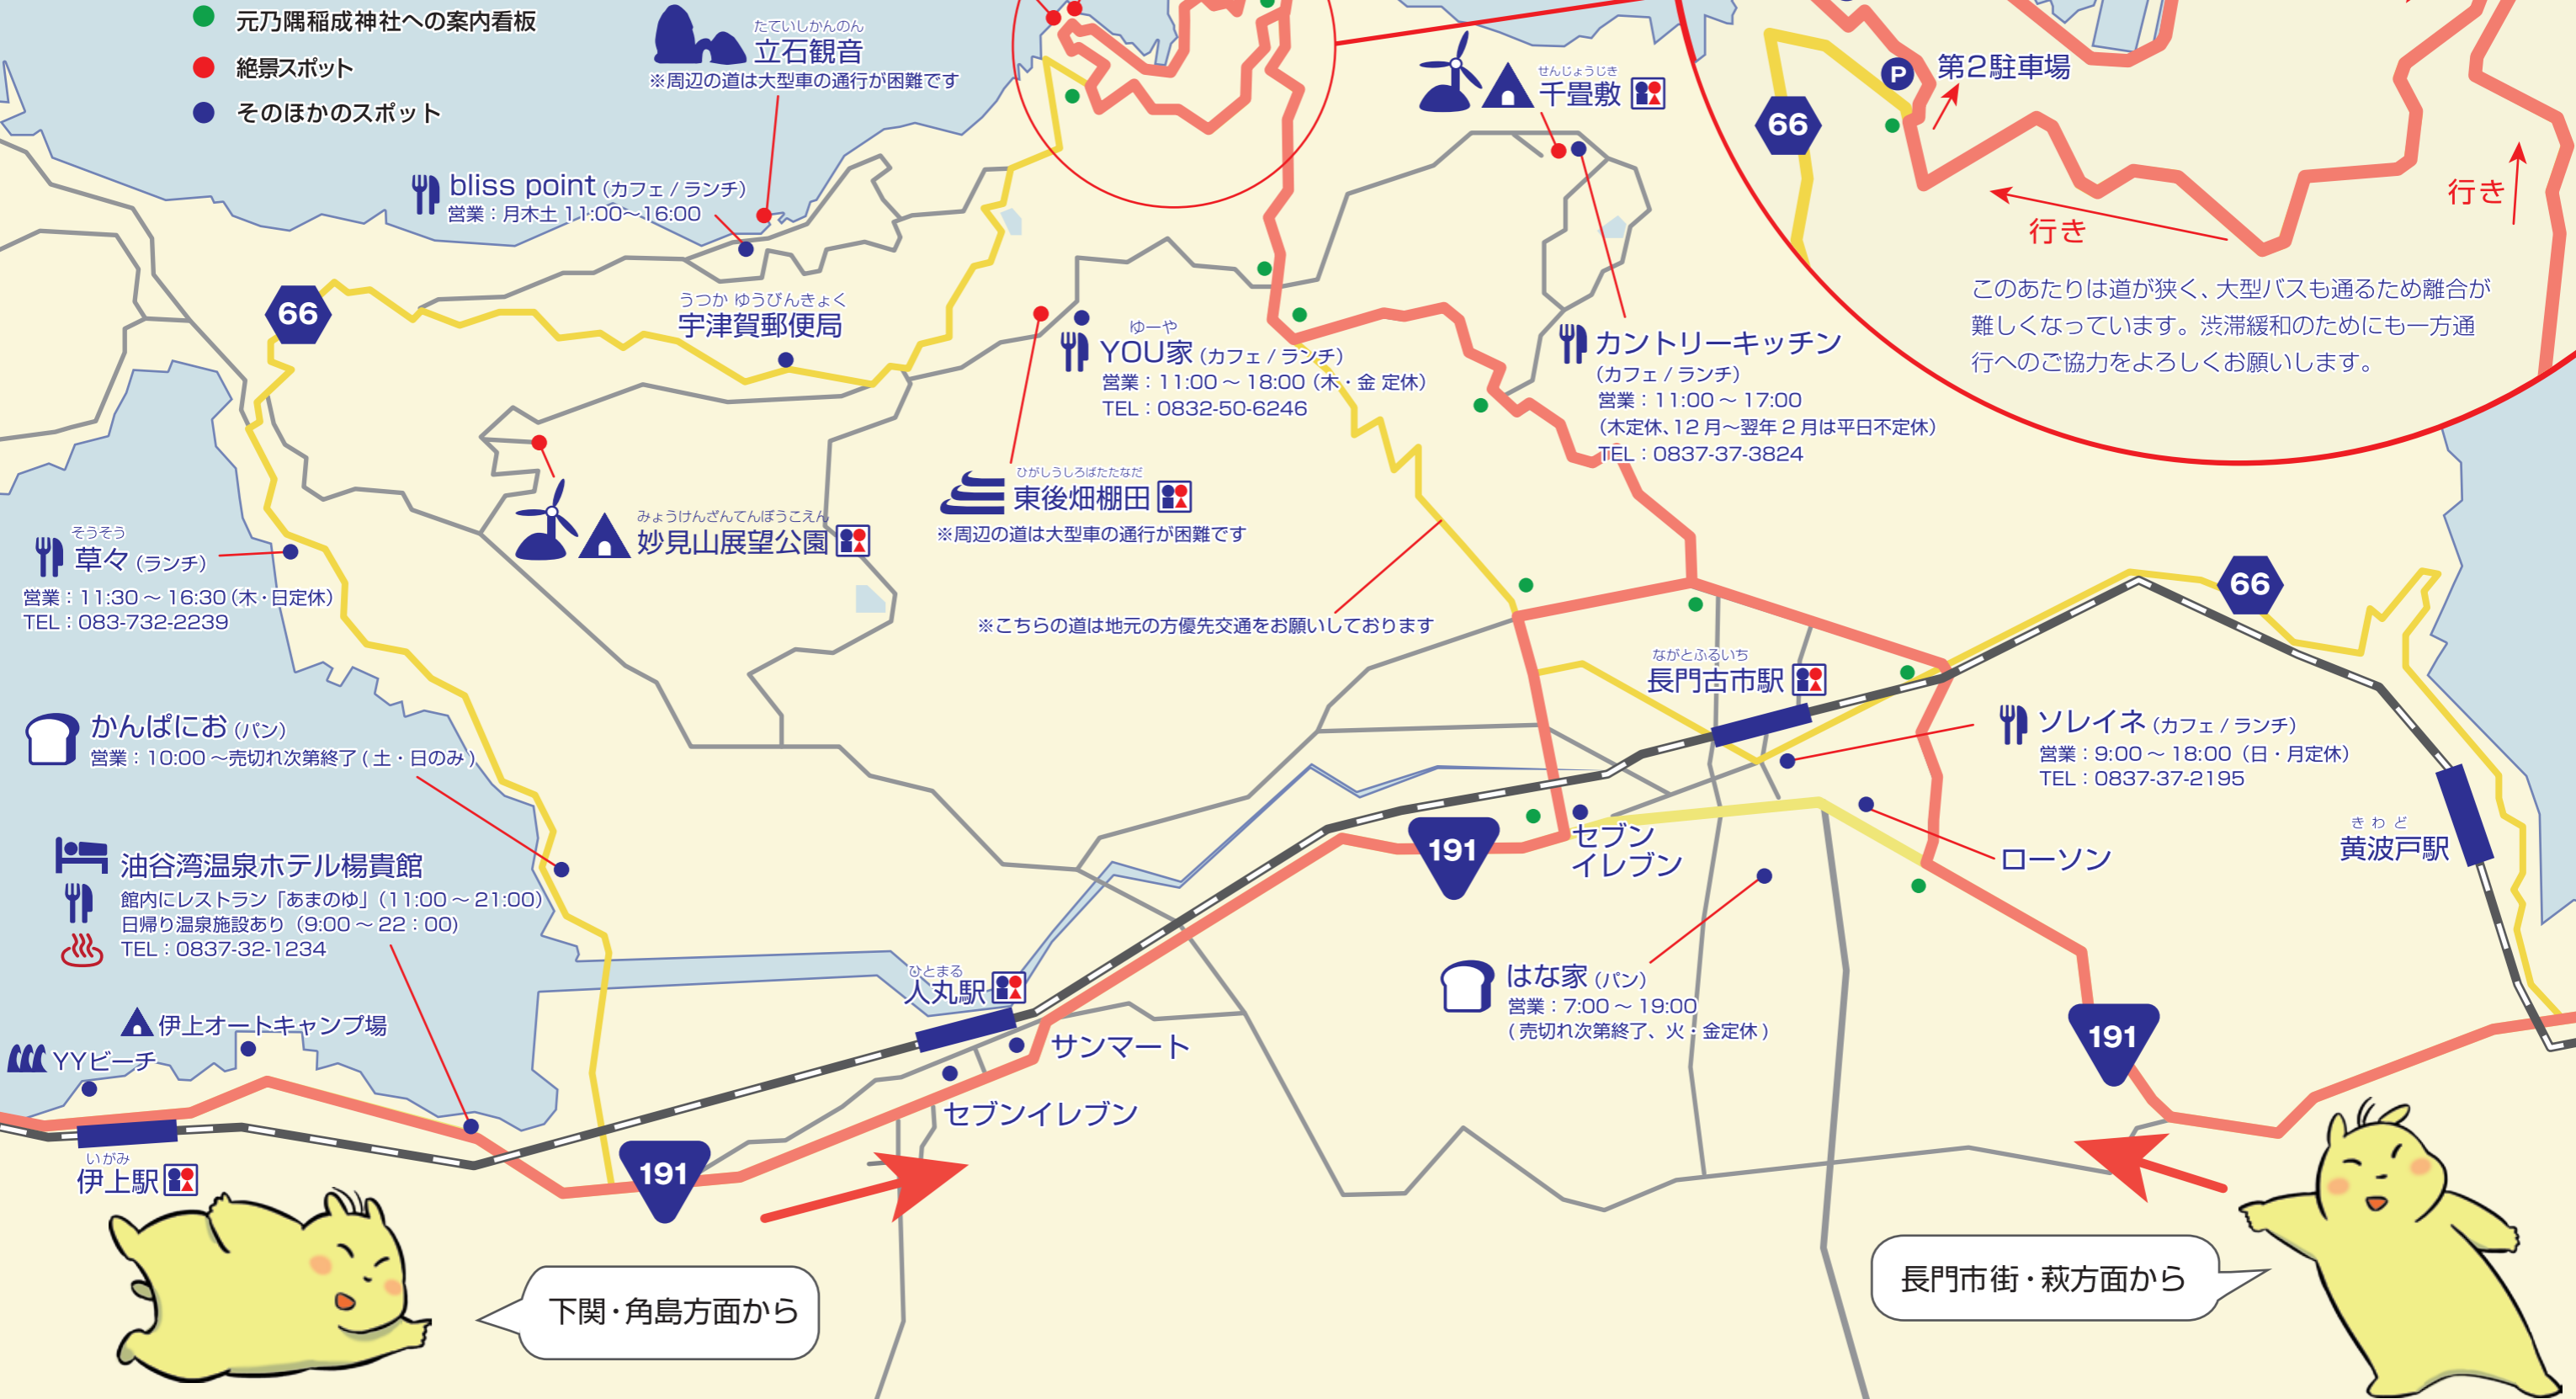 元乃隅稲成神社への案内看板
絶景スポット
そのほかのスポット
たていしかんのん
立石観音
※周辺の道は大型車の通行が困難です
bliss point (カフェ / ランチ)
営業：月木土 11:00〜16:00
せんじょうじき
千畳敷
P
第2駐車場
66
行き
行き
このあたりは道が狭く、大型バスも通るため離合が
難しくなっています。渋滞緩和のためにも一方通
行へのご協力をよろしくお願いします。
66
うつか ゆうびんきょく
宇津賀郵便局
ゆーや
YOU家 (カフェ / ランチ)
営業：11:00 〜 18:00 (木・金 定休)
TEL：0832-50-6246
カントリーキッチン
(カフェ / ランチ)
営業：11:00 〜 17:00
(木定休、12 月〜翌年 2 月は平日不定休)
TEL：0837-37-3824
ひがしうしろばたたなだ
東後畑棚田
※周辺の道は大型車の通行が困難です
みょうけんざんてんぼうこえん
妙見山展望公園
そうそう
草々 (ランチ)
営業：11:30 〜 16:30 (木・日定休)
TEL：083-732-2239
※こちらの道は地元の方優先交通をお願いしております
66
ながとふるいち
長門古市駅
かんぱにお (パン)
営業：10:00 〜売切れ次第終了 ( 土・日のみ )
ソレイネ (カフェ / ランチ)
営業：9:00 〜 18:00 (日・月定休)
TEL：0837-37-2195
きわど
黄波戸駅
191
セブン
イレブン
ローソン
油谷湾温泉ホテル楊貴館
館内にレストラン「あまのゆ」(11:00 〜 21:00)
日帰り温泉施設あり (9:00 〜 22：00)
TEL：0837-32-1234
はな家 (パン)
営業：7:00 〜 19:00
( 売切れ次第終了、火・金定休 )
ひとまる
人丸駅
サンマート
セブンイレブン
伊上オートキャンプ場
YYビーチ
191
いがみ
伊上駅
191
下関・角島方面から
長門市街・萩方面から